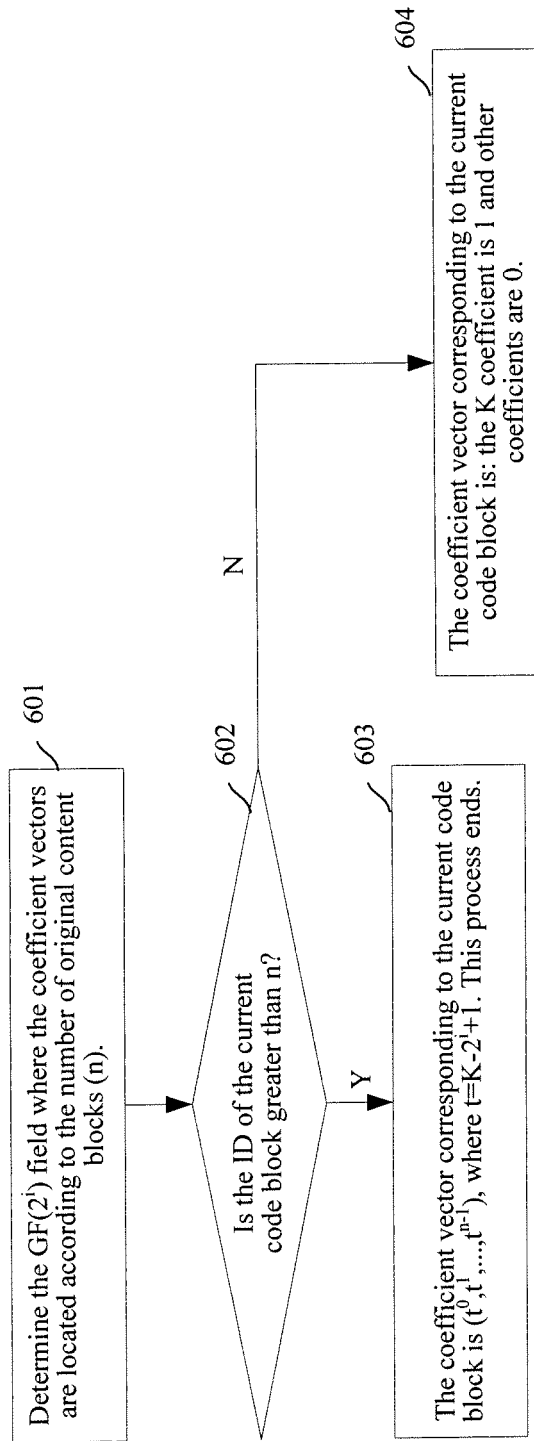 601
Determine the GF(2^i) field where the coefficient vectors
are located according to the number of original content
blocks (n).
602
Is the ID of the current
code block greater than n?
Y
N
603
The coefficient vector corresponding to the current code
block is (t^0,t^1,...,t^{n-1}), where t=K-2^i+1. This process ends.
604
The coefficient vector corresponding to the current
code block is: the K coefficient is 1 and other
coefficients are 0.